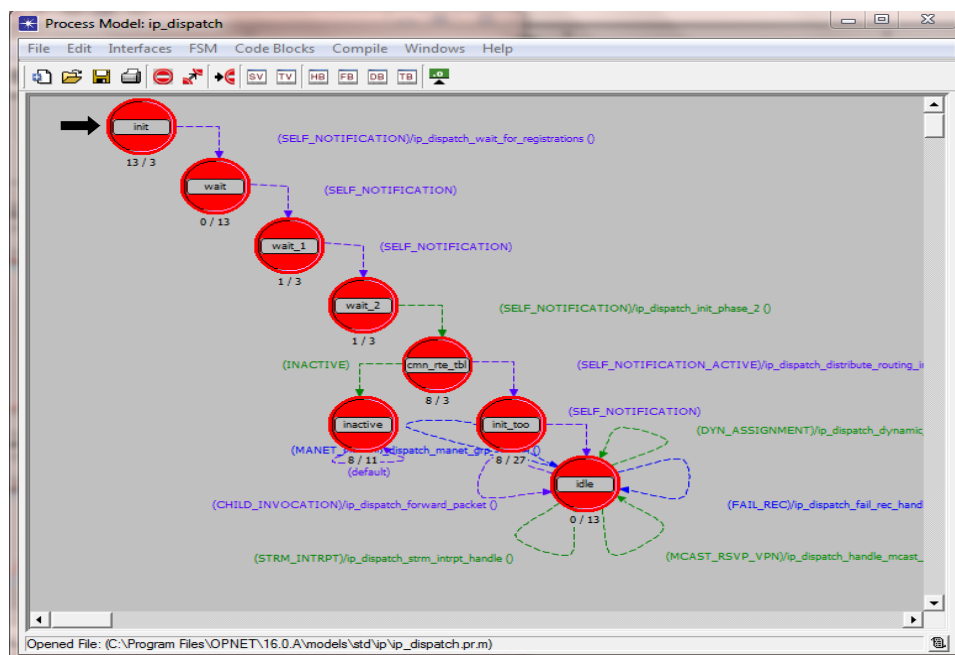 Process Model: ip_dispatch
File Edit Interfaces FSM Code Blocks Compile Windows Help
SV TV HB FB DB TB
init
13 / 3
(SELF_NOTIFICATION)/ip_dispatch_wait_for_registrations ()
wait
0 / 13
(SELF_NOTIFICATION)
wait_1
1 / 3
(SELF_NOTIFICATION)
wait_2
1 / 3
(SELF_NOTIFICATION)/ip_dispatch_init_phase_2 ()
(INACTIVE)
cmn_rte_tbl
8 / 3
(SELF_NOTIFICATION_ACTIVE)/ip_dispatch_distribute_routing_in
inactive
8 / 11
(default)
init_too
8 / 27
(SELF_NOTIFICATION)
(DYN_ASSIGNMENT)/ip_dispatch_dynamic_
(MANET_
dispatch_manet_grp_
idle
0 / 13
(CHILD_INVOCATION)/ip_dispatch_forward_packet ()
(FAIL_REC)/ip_dispatch_fail_rec_hand
(STRM_INTRPT)/ip_dispatch_strm_intrpt_handle ()
(MCAST_RSVP_VPN)/ip_dispatch_handle_mcast_
Opened File: (C:\Program Files\OPNET\16.0.A\models\std\ip\ip_dispatch.pr.m)